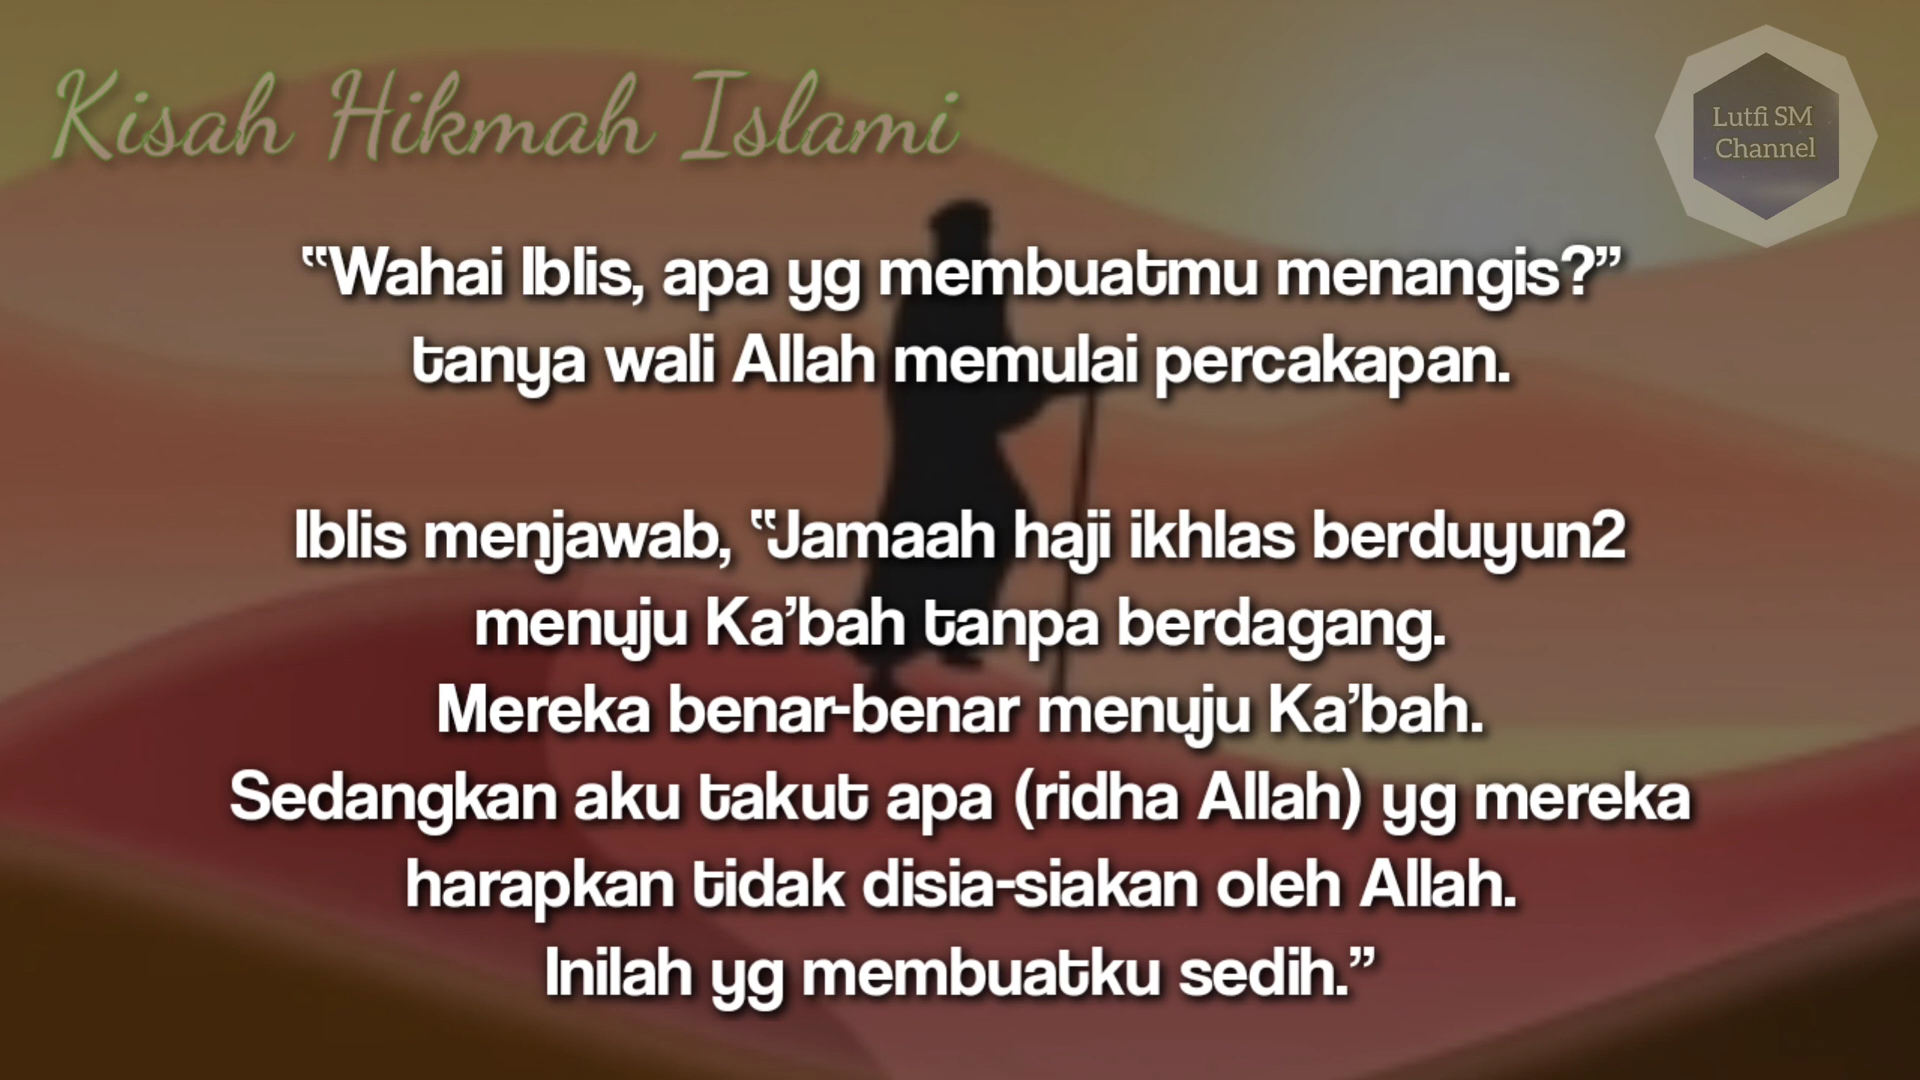 Kisah Hikmah Islami
Lutfi SM
Channel
“Wahai Iblis, apa yg membuatmu menangis?”
tanya wali Allah memulai percakapan.
Iblis menjawab, “Jamaah haji ikhlas berduyun2
menuju Ka’bah tanpa berdagang.
Mereka benar-benar menuju Ka’bah.
Sedangkan aku takut apa (ridha Allah) yg mereka
harapkan tidak disia-siakan oleh Allah.
Inilah yg membuatku sedih.”